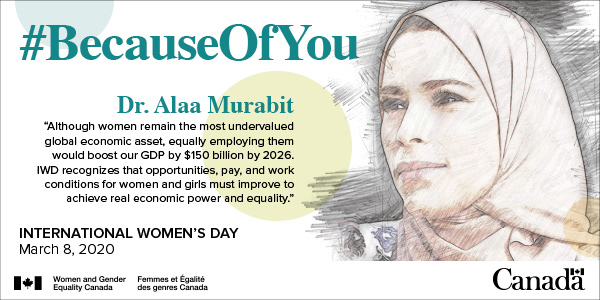 #BecauseOfYou
Dr. Alaa Murabit
“Although women remain the most undervalued
global economic asset, equally employing them
would boost our GDP by $150 billion by 2026.
IWD recognizes that opportunities, pay, and work
conditions for women and girls must improve to
achieve real economic power and equality.”
INTERNATIONAL WOMEN’S DAY
March 8, 2020
Women and Gender
Equality Canada
Femmes et Égalité
des genres Canada
Canada